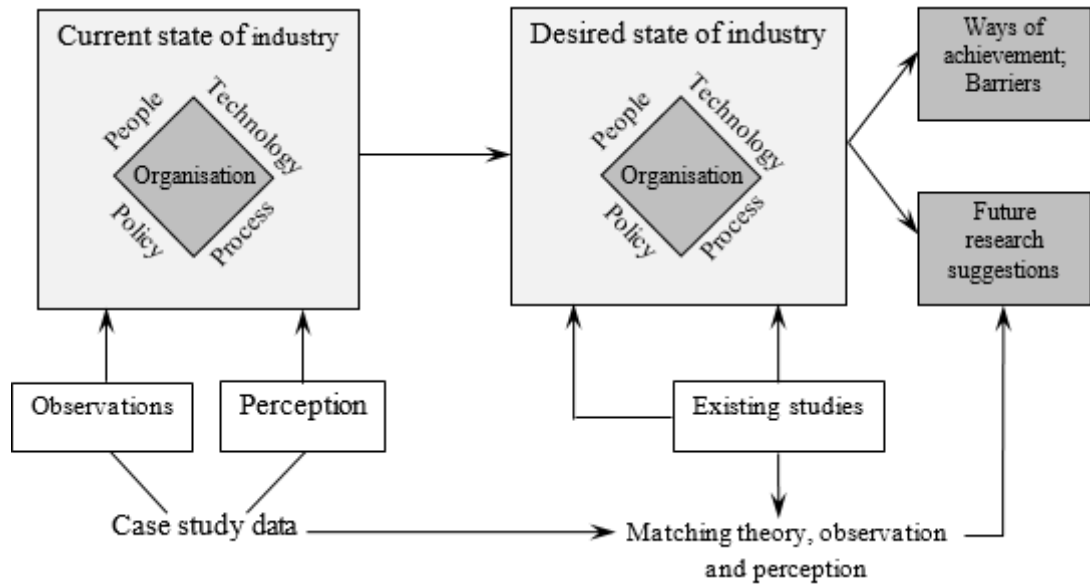 Current state of industry
People
Technology
Organisation
Policy
Process
Desired state of industry
People
Technology
Organisation
Policy
Process
Ways of
achievement;
Barriers
Future
research
suggestions
Observations
Perception
Existing studies
Case study data
Matching theory, observation
and perception